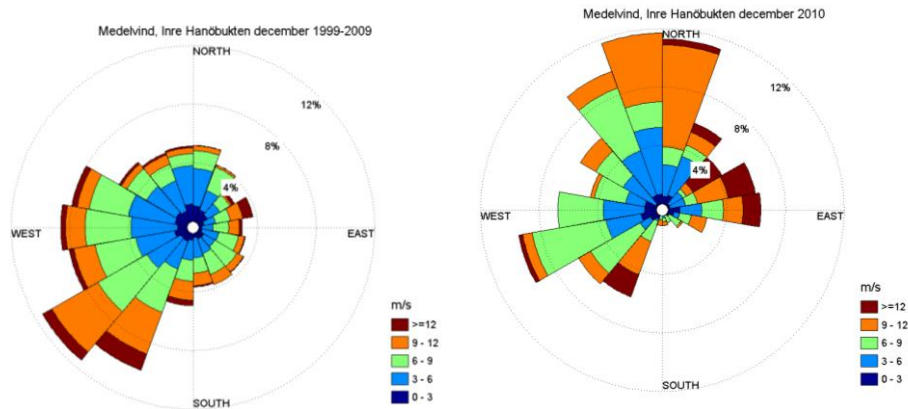 Medelvind, Inre Hanöbukten december 1999-2009
NORTH
12%
8%
4%
WEST
EAST
SOUTH
m/s
>=12
9 - 12
6 - 9
3 - 6
0 - 3
Medelvind, Inre Hanöbukten december 2010
NORTH
12%
8%
4%
WEST
EAST
SOUTH
m/s
>=12
9 - 12
6 - 9
3 - 6
0 - 3